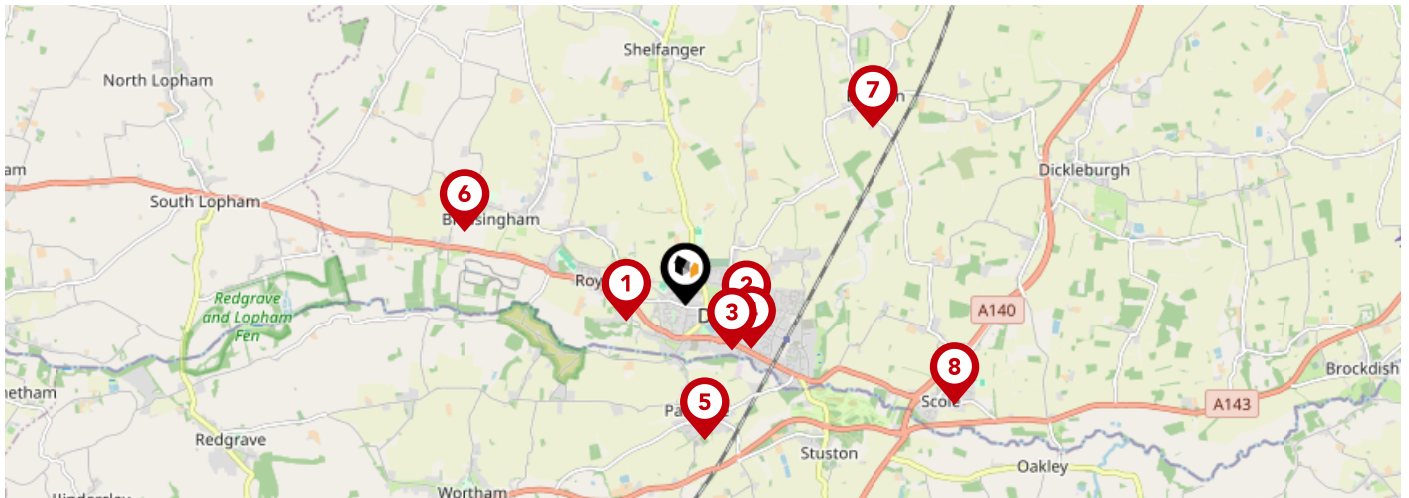 Shelfanger
North Lopham
7
am
Dickleburgh
South Lopham
6
Roy
1
2
Redgrave
and Lopham
Fen
3
A140
8
Brockdish
netham
5
A143
Scole
Redgrave
Stuston
Oakley
Wortham